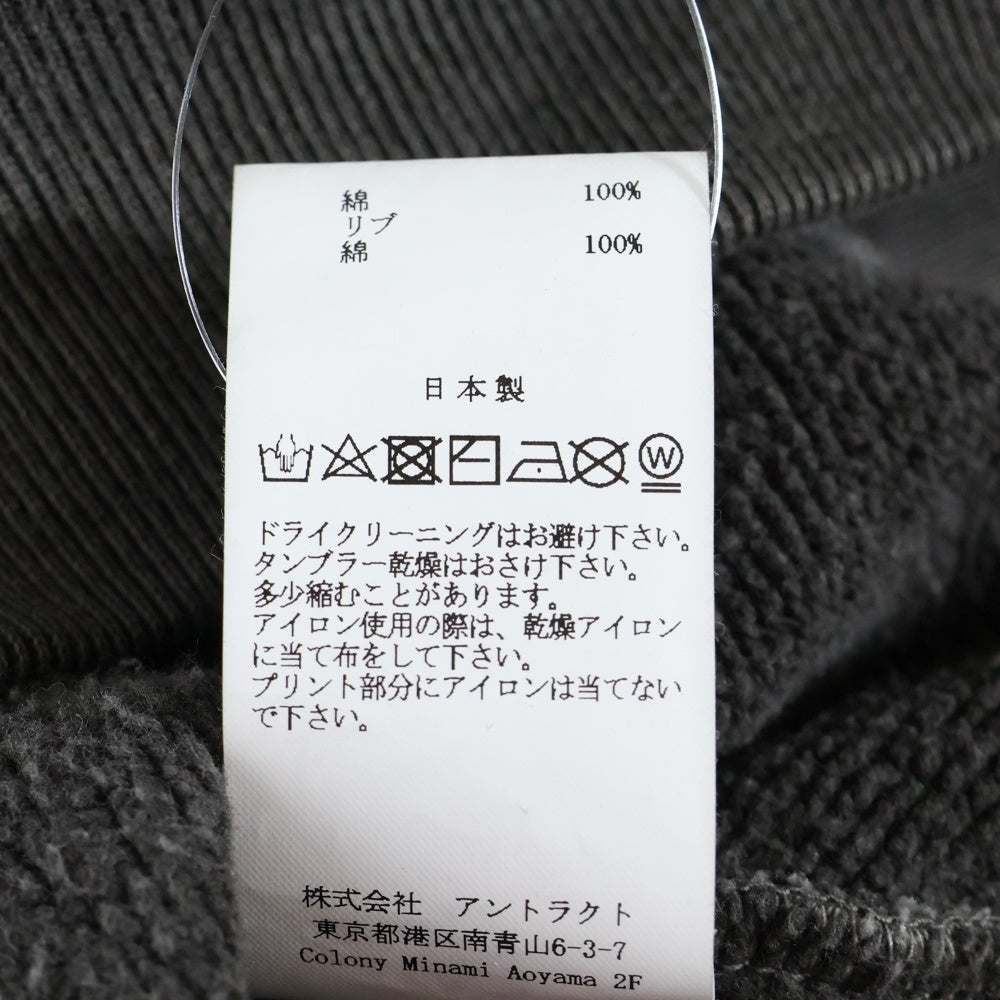 綿 100%
リブ
綿 100%
日本製
W
ドライクリーニングはお避け下さい。
タンブラー乾燥はおさけ下さい。
多少縮むことがあります。
アイロン使用の際は、乾燥アイロン
に当て布をして下さい。
プリント部分にアイロンは当てない
で下さい。
株式会社 アントラクト
東京都港区南青山6-3-7
Colony Minami Aoyama 2F